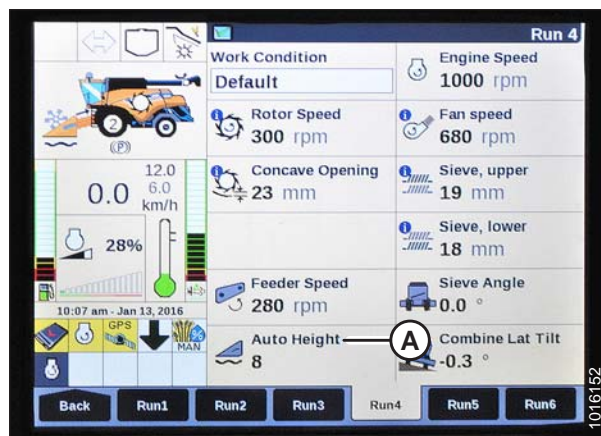 Run 4
Work Condition
Default
Engine Speed
1000 rpm
Rotor Speed
300 rpm
Fan speed
680 rpm
Concave Opening
23 mm
Sieve, upper
19 mm
Sieve, lower
18 mm
Feeder Speed
280 rpm
Sieve Angle
0.0 °
Auto Height
8
A
Combine Lat Tilt
-0.3 °
2
(P)
12.0
6.0
0.0
km/h
28%
10:07 am - Jan 13, 2016
GPS
MAN
Back
Run1
Run2
Run3
Run4
Run5
Run6
1016152